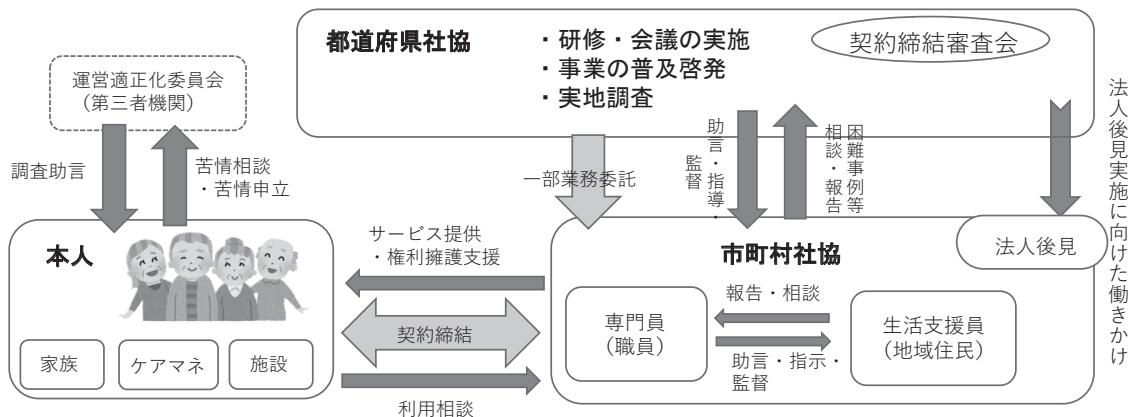 都道府県社協
・研修・会議の実施
・事業の普及啓発
・実地調査
契約締結審査会
運営適正化委員会
(第三者機関)
調査助言
苦情相談
・苦情申立
一部業務委託
助言・指導・
監督
困難事例等
相談・報告
法人後見実施に向けた働きかけ
本人
家族
ケアマネ
施設
サービス提供
・権利擁護支援
契約締結
利用相談
市町村社協
法人後見
専門員
(職員)
報告・相談
助言・指示・
監督
生活支援員
(地域住民)